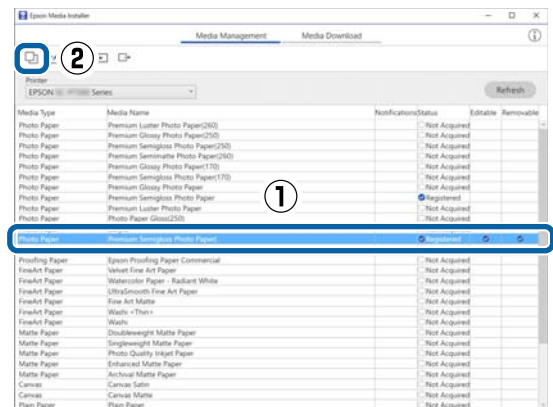 Epson Media Installer
Media Management Media Download
2
Printer
EPSON Series
Refresh
Media Type Media Name Notifications Status Editable Removable
Photo Paper Premium Luster Photo Paper(260) Not Acquired
Photo Paper Premium Glossy Photo Paper(250) Not Acquired
Photo Paper Premium Semigloss Photo Paper(250) Not Acquired
Photo Paper Premium Semimatte Photo Paper(260) Not Acquired
Photo Paper Premium Glossy Photo Paper(170) Not Acquired
Photo Paper Premium Semigloss Photo Paper(170) Not Acquired
Photo Paper Premium Glossy Photo Paper Not Acquired
Photo Paper Premium Semigloss Photo Paper Registered
Photo Paper Premium Luster Photo Paper Not Acquired
Photo Paper Photo Paper Gloss(250) Not Acquired
1
Photo Paper Premium Semigloss Photo Paper Registered
Proofing Paper Epson Proofing Paper Commercial Not Acquired
FineArt Paper Velvet Fine Art Paper Not Acquired
FineArt Paper Watercolor Paper - Radiant White Not Acquired
FineArt Paper UltraSmooth Fine Art Paper Not Acquired
FineArt Paper Fine Art Matte Not Acquired
FineArt Paper Washi <Thin> Not Acquired
FineArt Paper Washi Not Acquired
Matte Paper Doubleweight Matte Paper Not Acquired
Matte Paper Singleweight Matte Paper Not Acquired
Matte Paper Photo Quality Inkjet Paper Not Acquired
Matte Paper Enhanced Matte Paper Not Acquired
Matte Paper Archival Matte Paper Not Acquired
Canvas Canvas Satin Not Acquired
Canvas Canvas Matte Not Acquired
Plain Paper Plain Paper Not Acquired